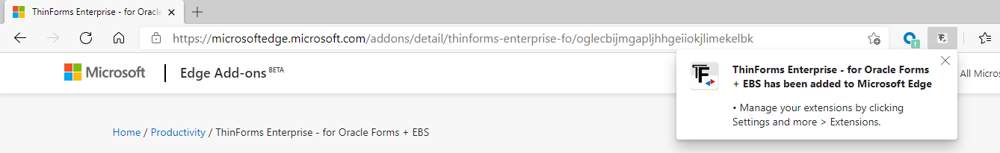 ThinForms Enterprise - for Oracle
https://microsoftedge.microsoft.com/addons/detail/thinforms-enterprise-fo/oglecbijmgapljhhgeiiokjlimekelbk
Microsoft
Edge Add-ons BETA
All Micros
TF
ThinForms Enterprise - for Oracle Forms
+ EBS has been added to Microsoft Edge
• Manage your extensions by clicking
Settings and more > Extensions.
Home / Productivity / ThinForms Enterprise - for Oracle Forms + EBS